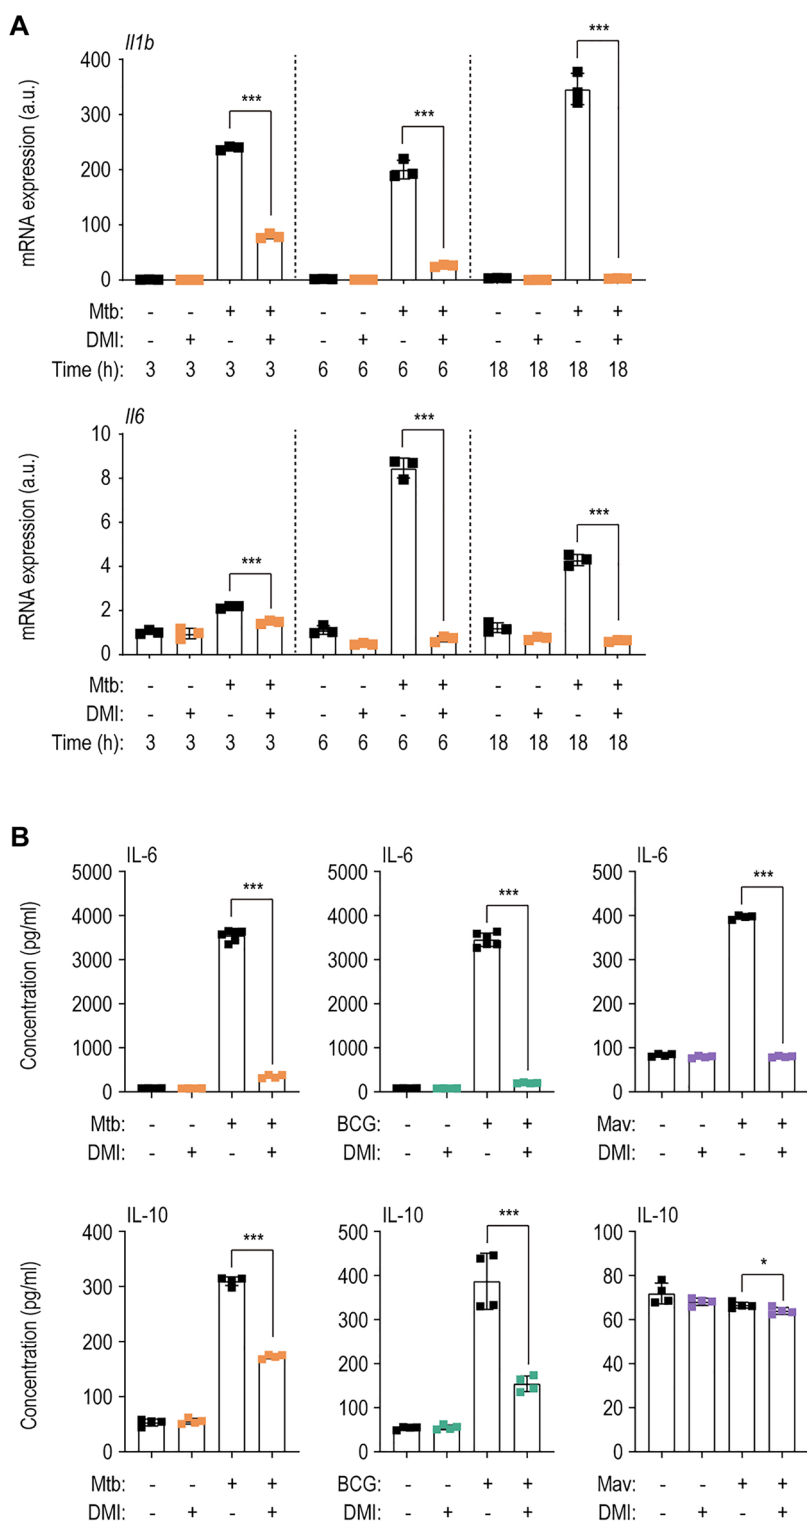 A
Il1b
mRNA expression (a.u.)
400
300
200
100
0
***
***
***
Mtb: - - + + - - + + - - + +
DMI: - + - + - + - + - + - +
Time (h): 3 3 3 3 6 6 6 6 18 18 18 18
Il6
mRNA expression (a.u.)
10
8
6
4
2
0
***
***
***
Mtb: - - + + - - + + - - + +
DMI: - + - + - + - + - + - +
Time (h): 3 3 3 3 6 6 6 6 18 18 18 18
B
IL-6
Concentration (pg/ml)
5000
4000
3000
2000
1000
0
***
Mtb: - - + +
DMI: - + - +
IL-6
5000
4000
3000
2000
1000
0
***
BCG: - - + +
DMI: - + - +
IL-6
500
400
300
200
100
0
***
Mav: - - + +
DMI: - + - +
IL-10
Concentration (pg/ml)
400
300
200
100
0
***
Mtb: - - + +
DMI: - + - +
IL-10
500
400
300
200
100
0
***
BCG: - - + +
DMI: - + - +
IL-10
100
80
60
40
20
0
*
Mav: - - + +
DMI: - + - +